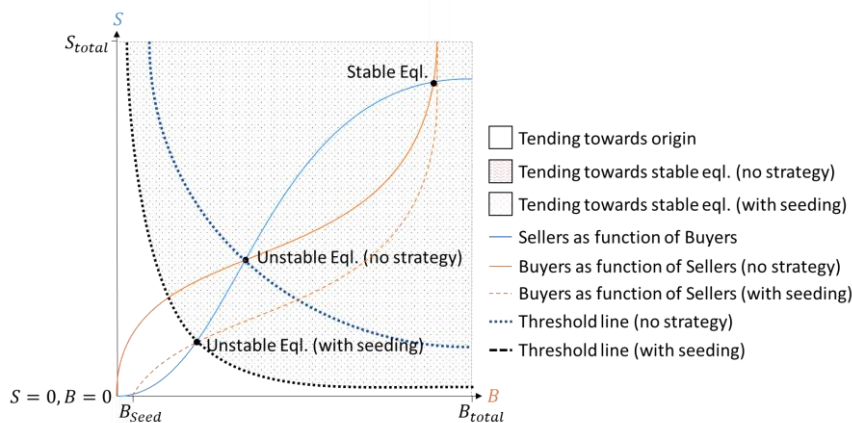 S
S_total
Stable Eql.
Tending towards origin
Tending towards stable eql. (no strategy)
Tending towards stable eql. (with seeding)
Sellers as function of Buyers
Unstable Eql. (no strategy)
Buyers as function of Sellers (no strategy)
Buyers as function of Sellers (with seeding)
Threshold line (no strategy)
Unstable Eql. (with seeding)
Threshold line (with seeding)
S = 0, B = 0
B
B_Seed
B_total